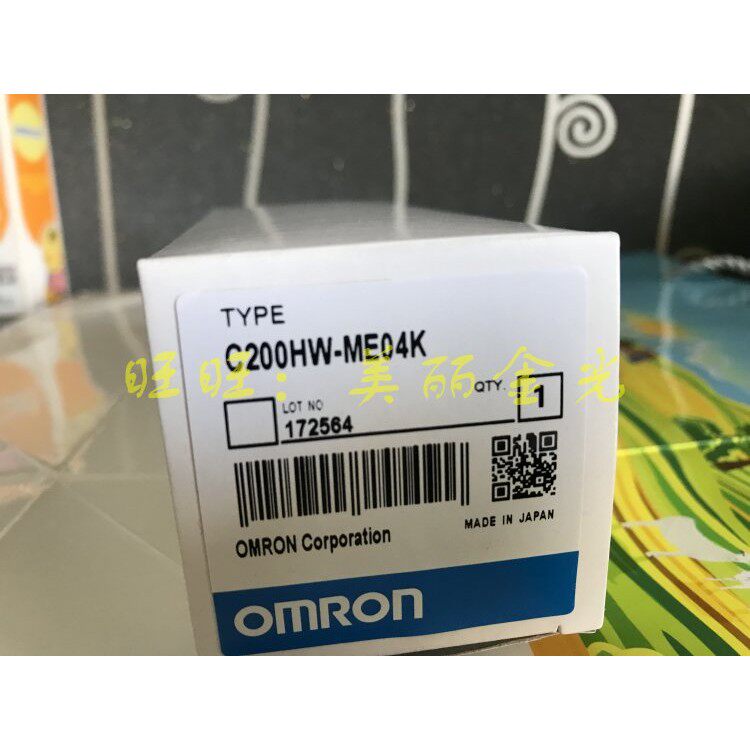 TYPE
C200HW-ME04K
旺旺：美丽金光
QTY. 1
LOT NO
172564
MADE IN JAPAN
OMRON Corporation
OMRON